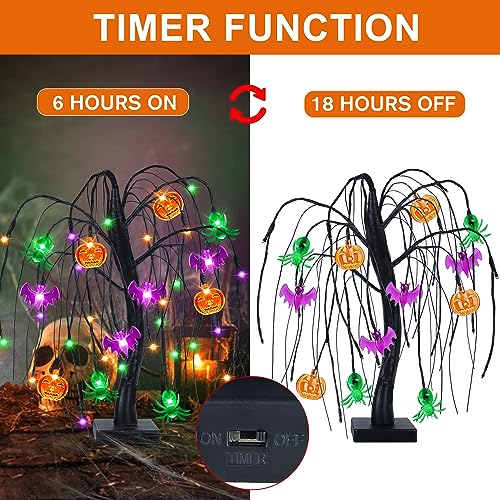 TIMER FUNCTION
6 HOURS ON
18 HOURS OFF
ON OFF
TIMER